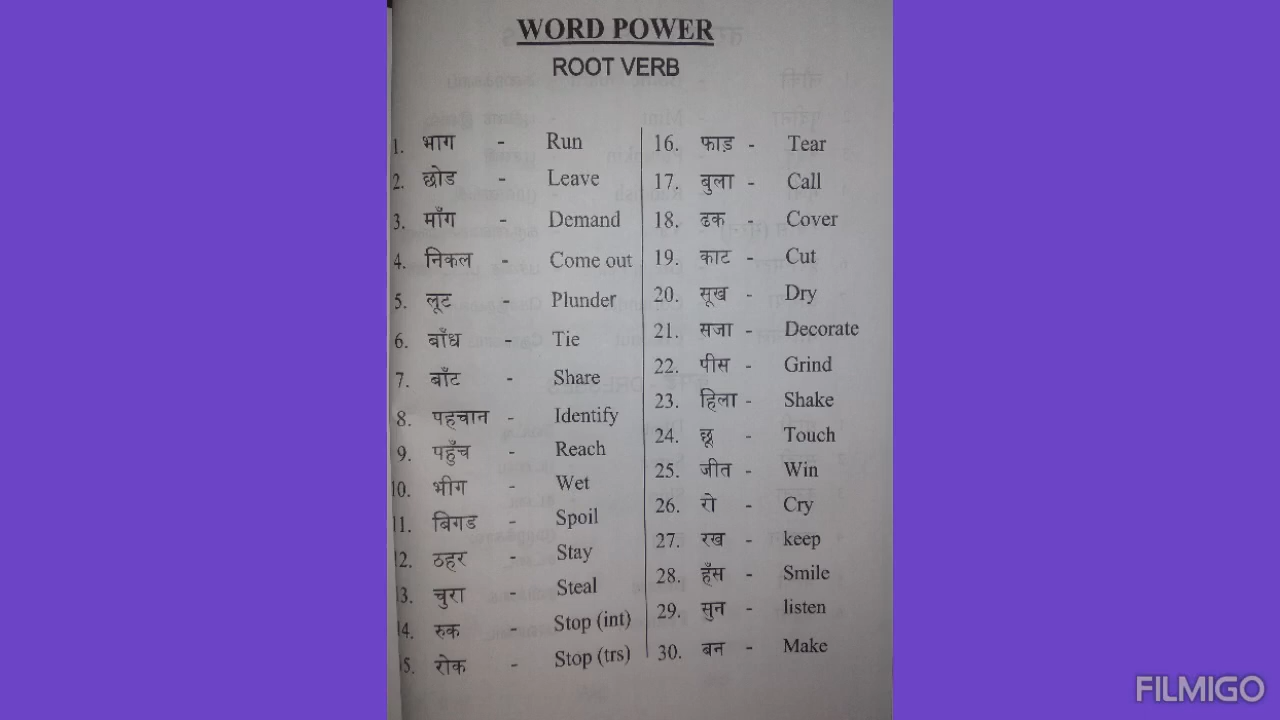 WORD POWER
ROOT VERB
1. भाग - Run
2. छोड - Leave
3. माँग - Demand
4. निकल - Come out
5. लूट - Plunder
6. बाँध - Tie
7. बाँट - Share
8. पहचान - Identify
9. पहुँच - Reach
10. भीग - Wet
11. बिगड - Spoil
12. ठहर - Stay
13. चुरा - Steal
14. रुक - Stop (int)
15. रोक - Stop (trs)
16. फाड़ - Tear
17. बुला - Call
18. ढक - Cover
19. काट - Cut
20. सूख - Dry
21. सजा - Decorate
22. पीस - Grind
23. हिला - Shake
24. छू - Touch
25. जीत - Win
26. रो - Cry
27. रख - keep
28. हँस - Smile
29. सुन - listen
30. बन - Make
FILMIGO